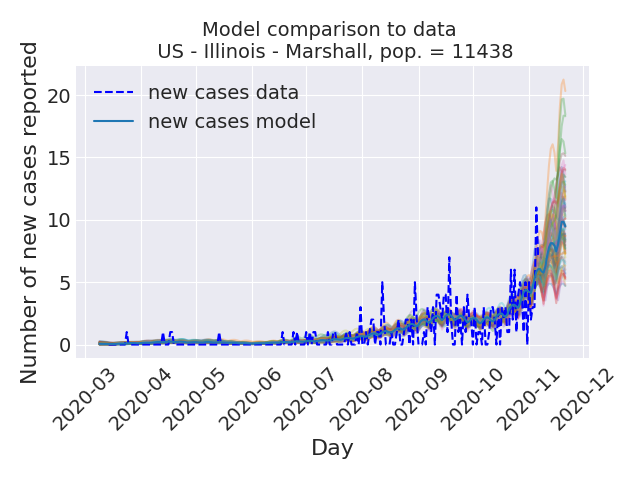 Model comparison to data
US - Illinois - Marshall, pop. = 11438
Number of new cases reported
20
15
10
5
0
new cases data
new cases model
2020-03
2020-04
2020-05
2020-06
2020-07
2020-08
2020-09
2020-10
2020-11
2020-12
Day